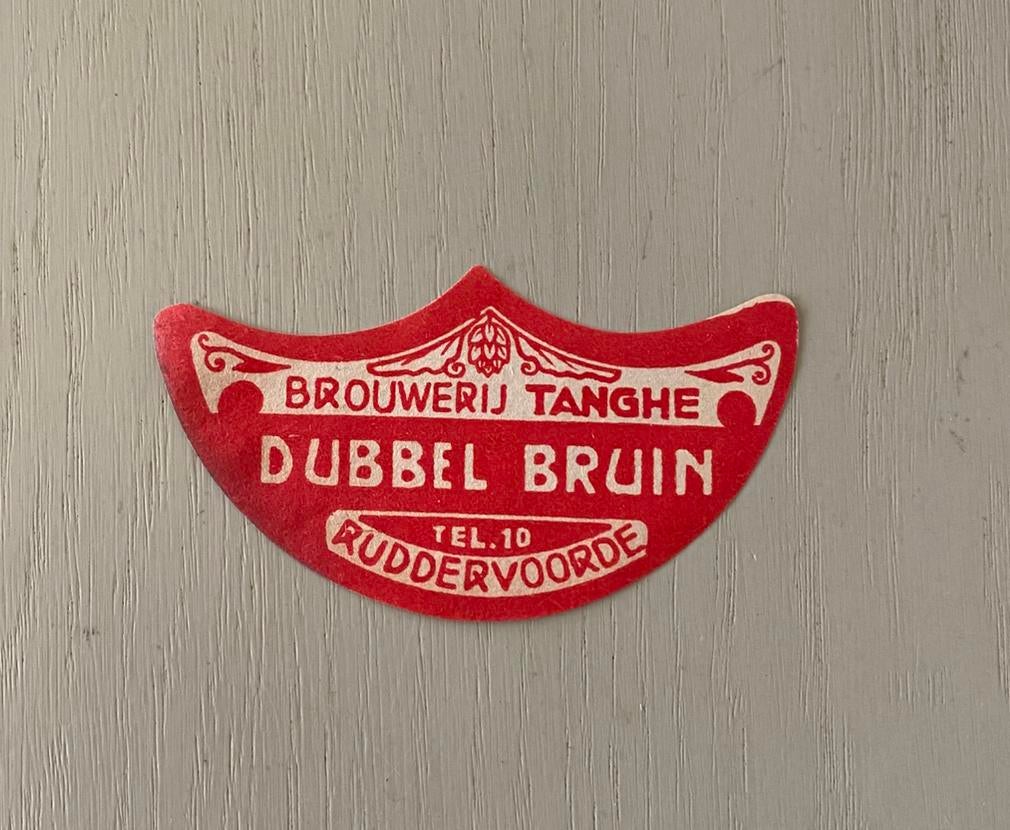 BROUWERIJ TANGHE
DUBBEL BRUIN
TEL.10
RUDDERVOORDE